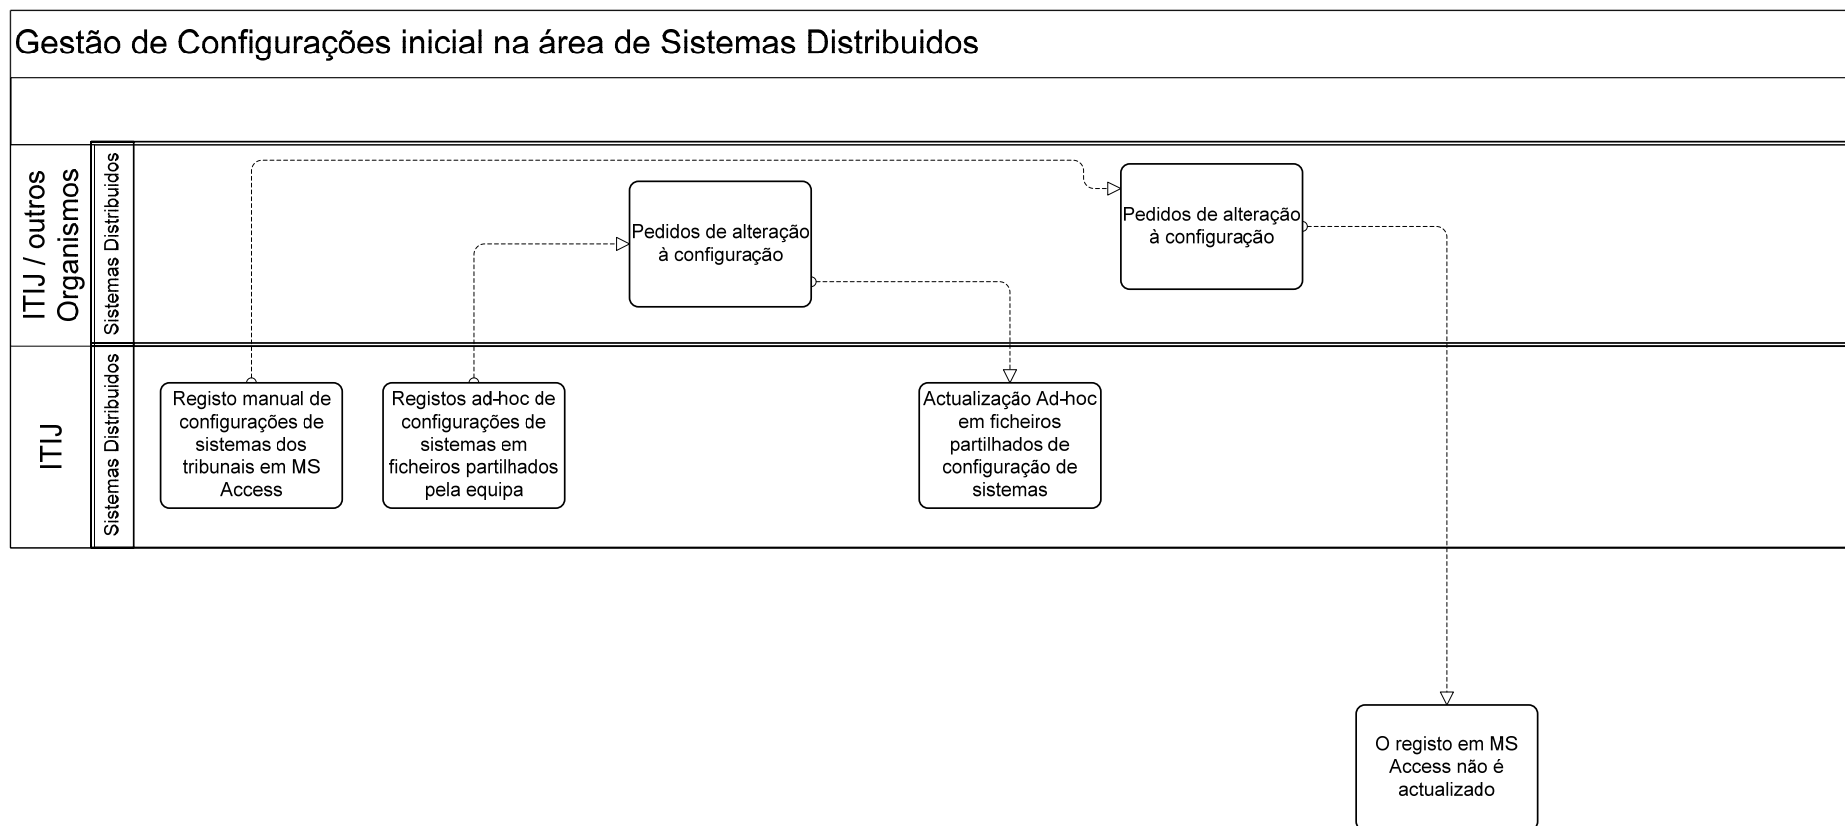 Gestão de Configurações inicial na área de Sistemas Distribuidos
ITIJ / outros
Organismos
Sistemas Distribuidos
Pedidos de alteração
à configuração
Pedidos de alteração
à configuração
ITIJ
Sistemas Distribuidos
Registo manual de
configurações de
sistemas dos
tribunais em MS
Access
Registos ad-hoc de
configurações de
sistemas em
ficheiros partilhados
pela equipa
Actualização Ad-hoc
em ficheiros
partilhados de
configuração de
sistemas
O registo em MS
Access não é
actualizado